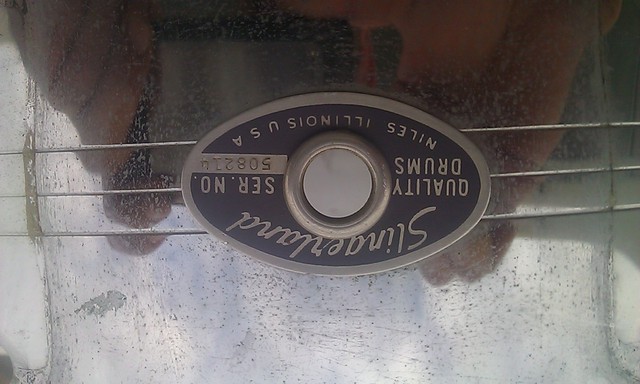 Slingerland
QUALITY SER. NO.
DRUMS 508214
NILES ILLINOIS U S A